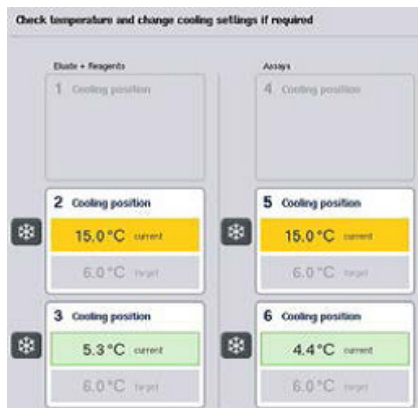 Check temperature and change cooling settings if required
Eluate + Reagents
1 Cooling position
2 Cooling position
15.0 °C current
6.0 °C target
3 Cooling position
5.3 °C current
6.0 °C target
Assays
4 Cooling position
5 Cooling position
15.0 °C current
6.0 °C target
6 Cooling position
4.4 °C current
6.0 °C target